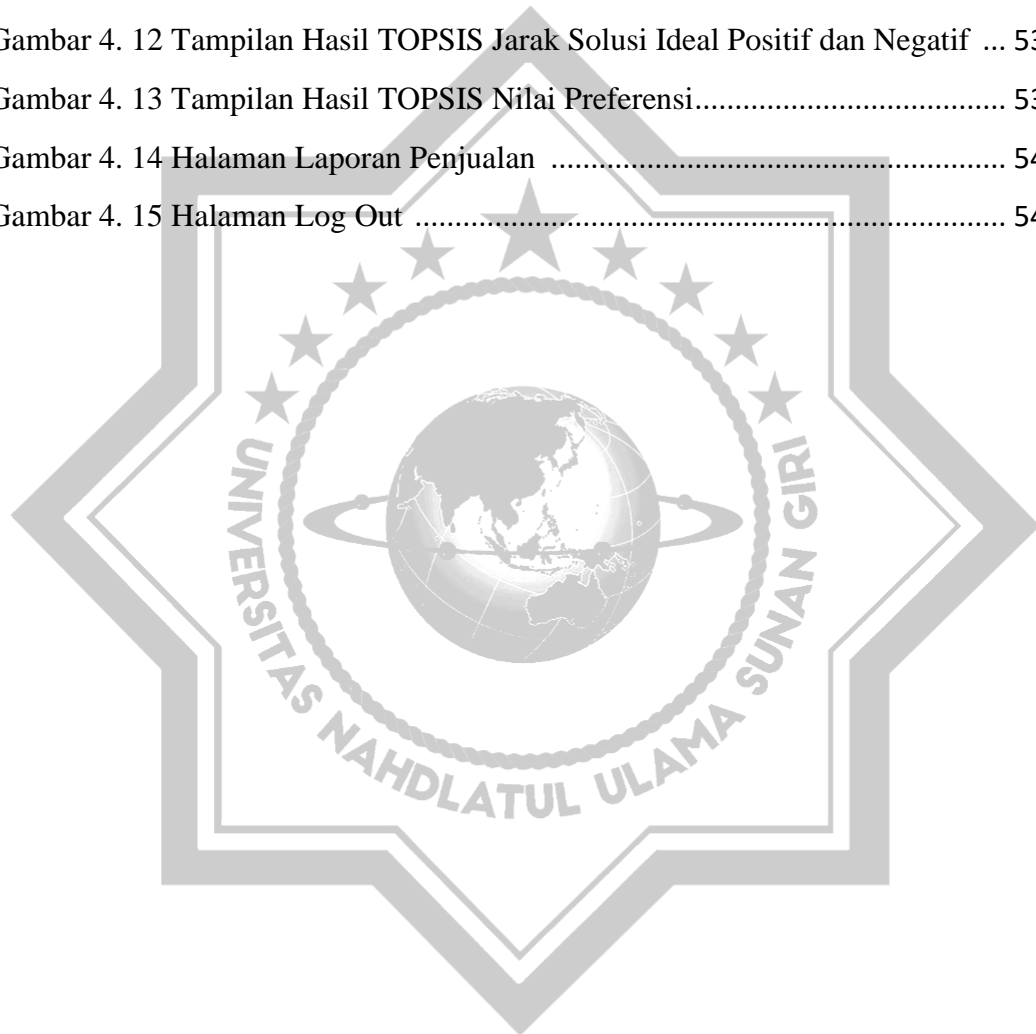 Gambar 4. 12 Tampilan Hasil TOPSIS Jarak Solusi Ideal Positif dan Negatif ... 53
Gambar 4. 13 Tampilan Hasil TOPSIS Nilai Preferensi.................................... 53
Gambar 4. 14 Halaman Laporan Penjualan .................................................... 54
Gambar 4. 15 Halaman Log Out .................................................................... 54
UNIVERSITAS NAHDLATUL ULAMA SUNAN GIRI